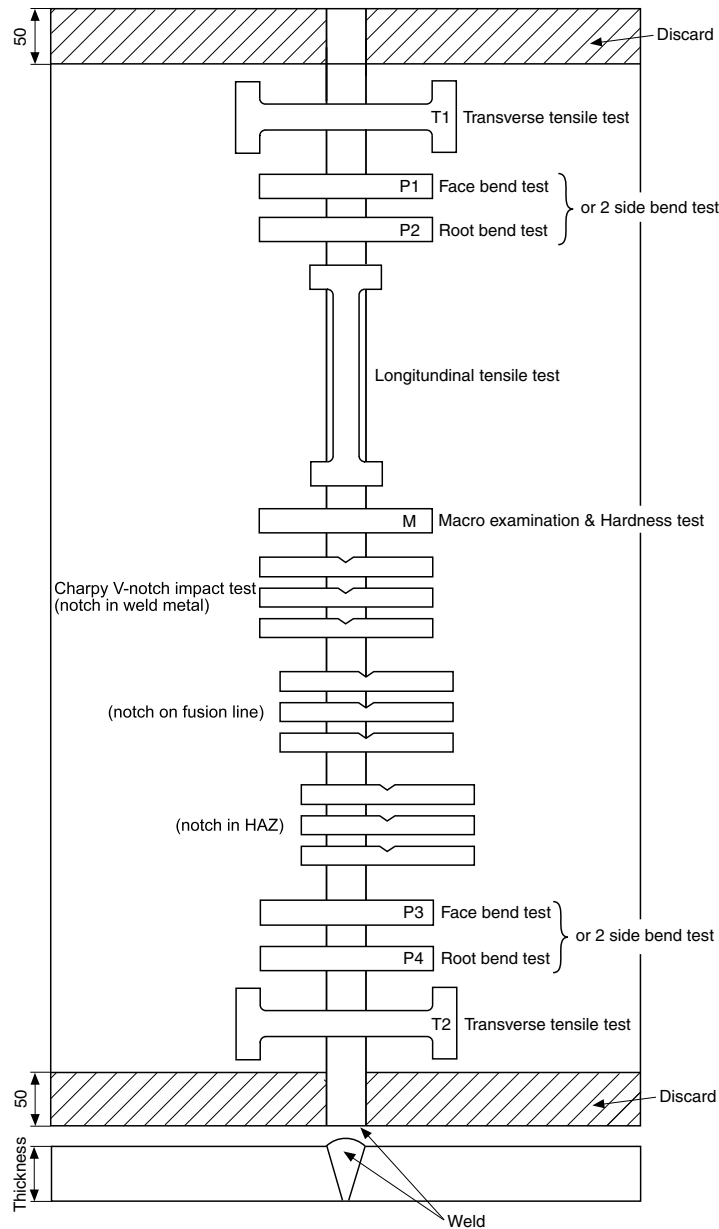 50
Discard
T1 Transverse tensile test
P1 Face bend test
or 2 side bend test
P2 Root bend test
Longitundinal tensile test
M Macro examination & Hardness test
Charpy V-notch impact test
(notch in weld metal)
(notch on fusion line)
(notch in HAZ)
P3 Face bend test
or 2 side bend test
P4 Root bend test
T2 Transverse tensile test
50
Discard
Thickness
Weld